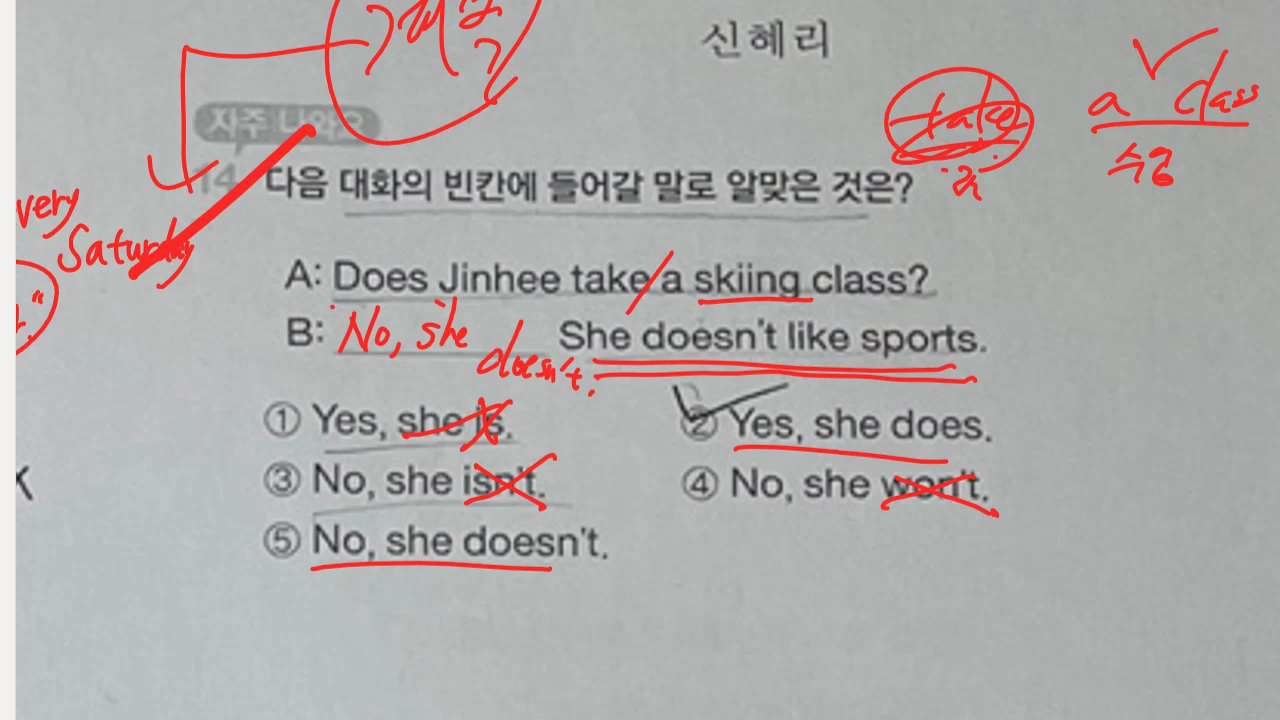 신혜리
take
a class
수업
자주 나와요
14 다음 대화의 빈칸에 들어갈 말로 알맞은 것은?
very
Saturday
A: Does Jinhee take a skiing class?
B: No, she doesn't. She doesn't like sports.
① Yes, she is.
② Yes, she does.
③ No, she isn't.
④ No, she won't.
⑤ No, she doesn't.